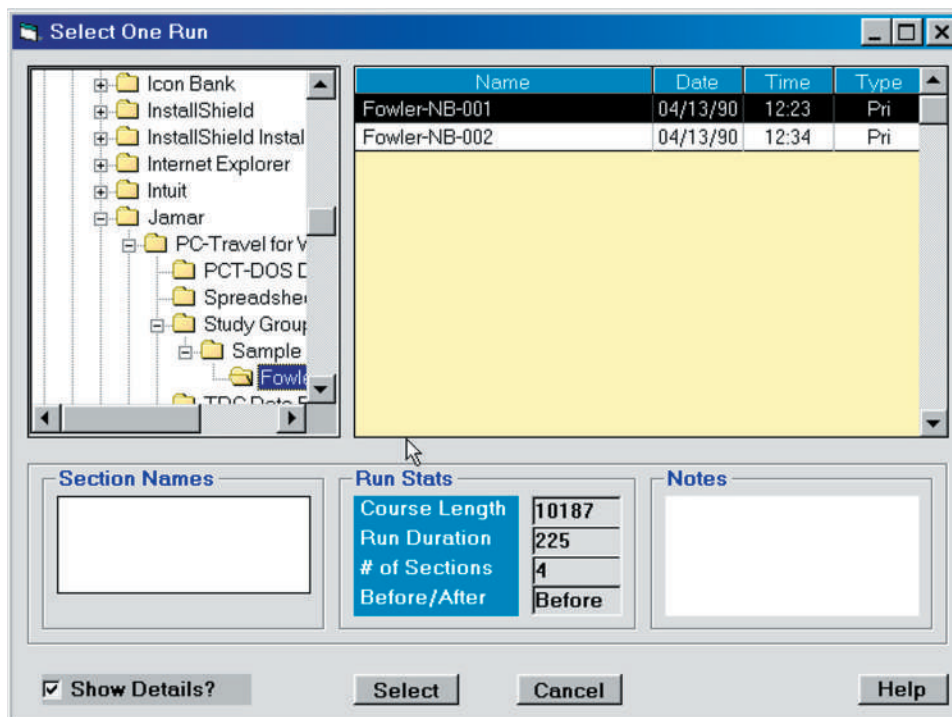 Select One Run
Icon Bank
InstallShield
InstallShield Instal
Internet Explorer
Intuit
Jamar
PC-Travel for
PCT-DOS
Spreadshe
Study Group
Sample
Fowle
Name Date Time Type
Fowler-NB-001 04/13/90 12:23 Pri
Fowler-NB-002 04/13/90 12:34 Pri
Section Names
Run Stats
Course Length 10187
Run Duration 225
# of Sections 4
Before/After Before
Notes
Show Details?
Select
Cancel
Help